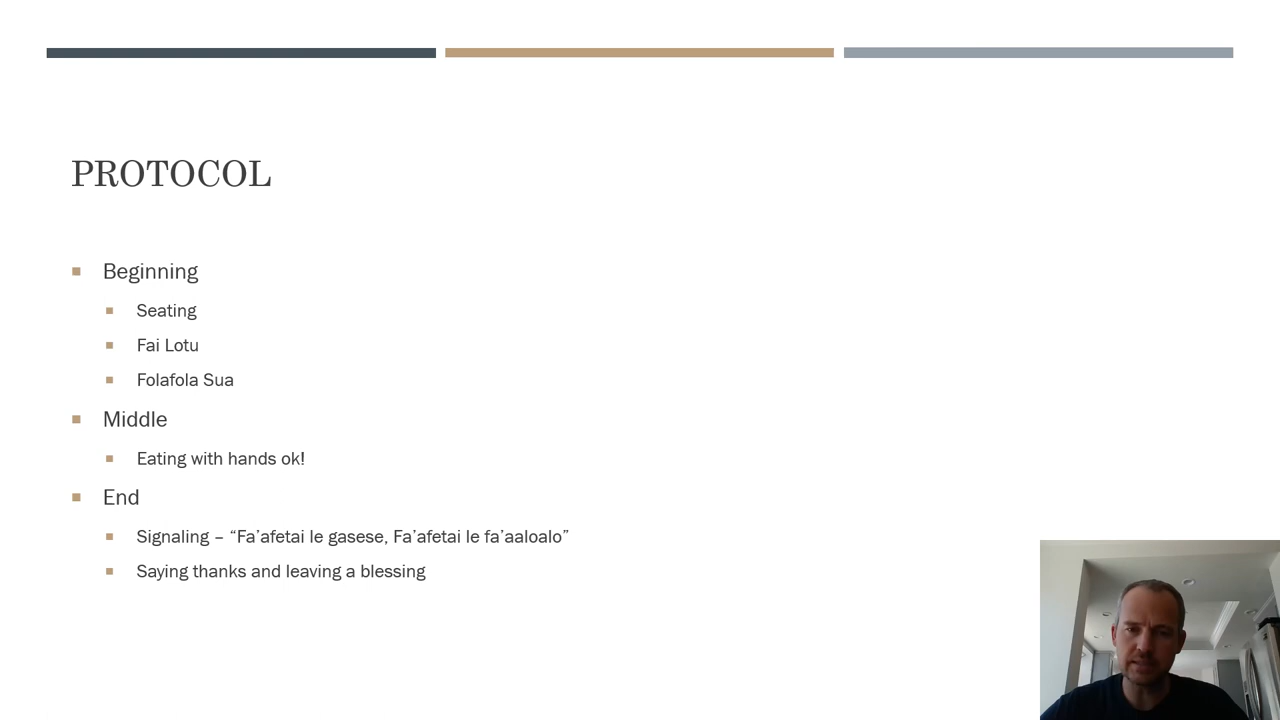 PROTOCOL
Beginning
Seating
Fai Lotu
Folafola Sua
Middle
Eating with hands ok!
End
Signaling – “Fa’afetai le gasese, Fa’afetai le fa’aaloalo”
Saying thanks and leaving a blessing